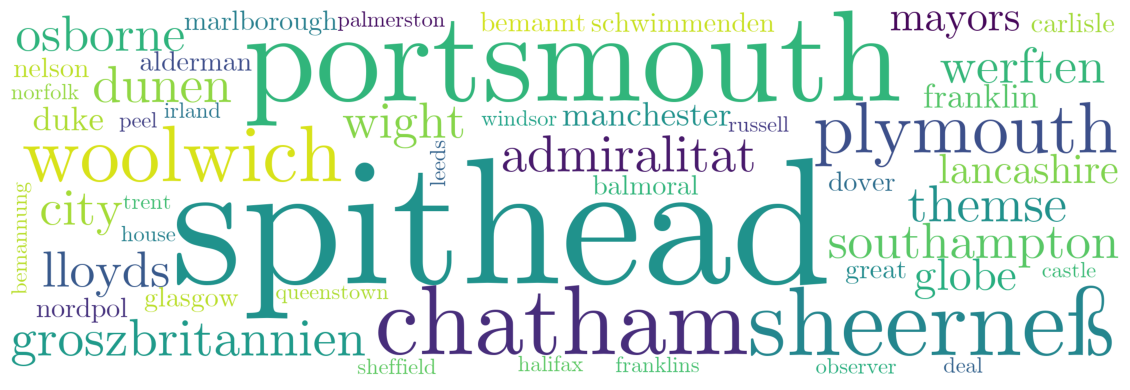 marlborough palmerston bemannt schwimmenden mayors carlisle
osborne portsmouth
nelson alderman werften
norfolk dunen irland franklin
duke peel wight windsor manchester russell plymouth
woolwich leeds admiralitat lancashire
bemannung city trent spithead balmoral dover themse
house southampton
lloyds great globe castle
nordpol glasgow queenstown
groszbritannien chatham sheerneß
sheffield halifax franklins observer deal